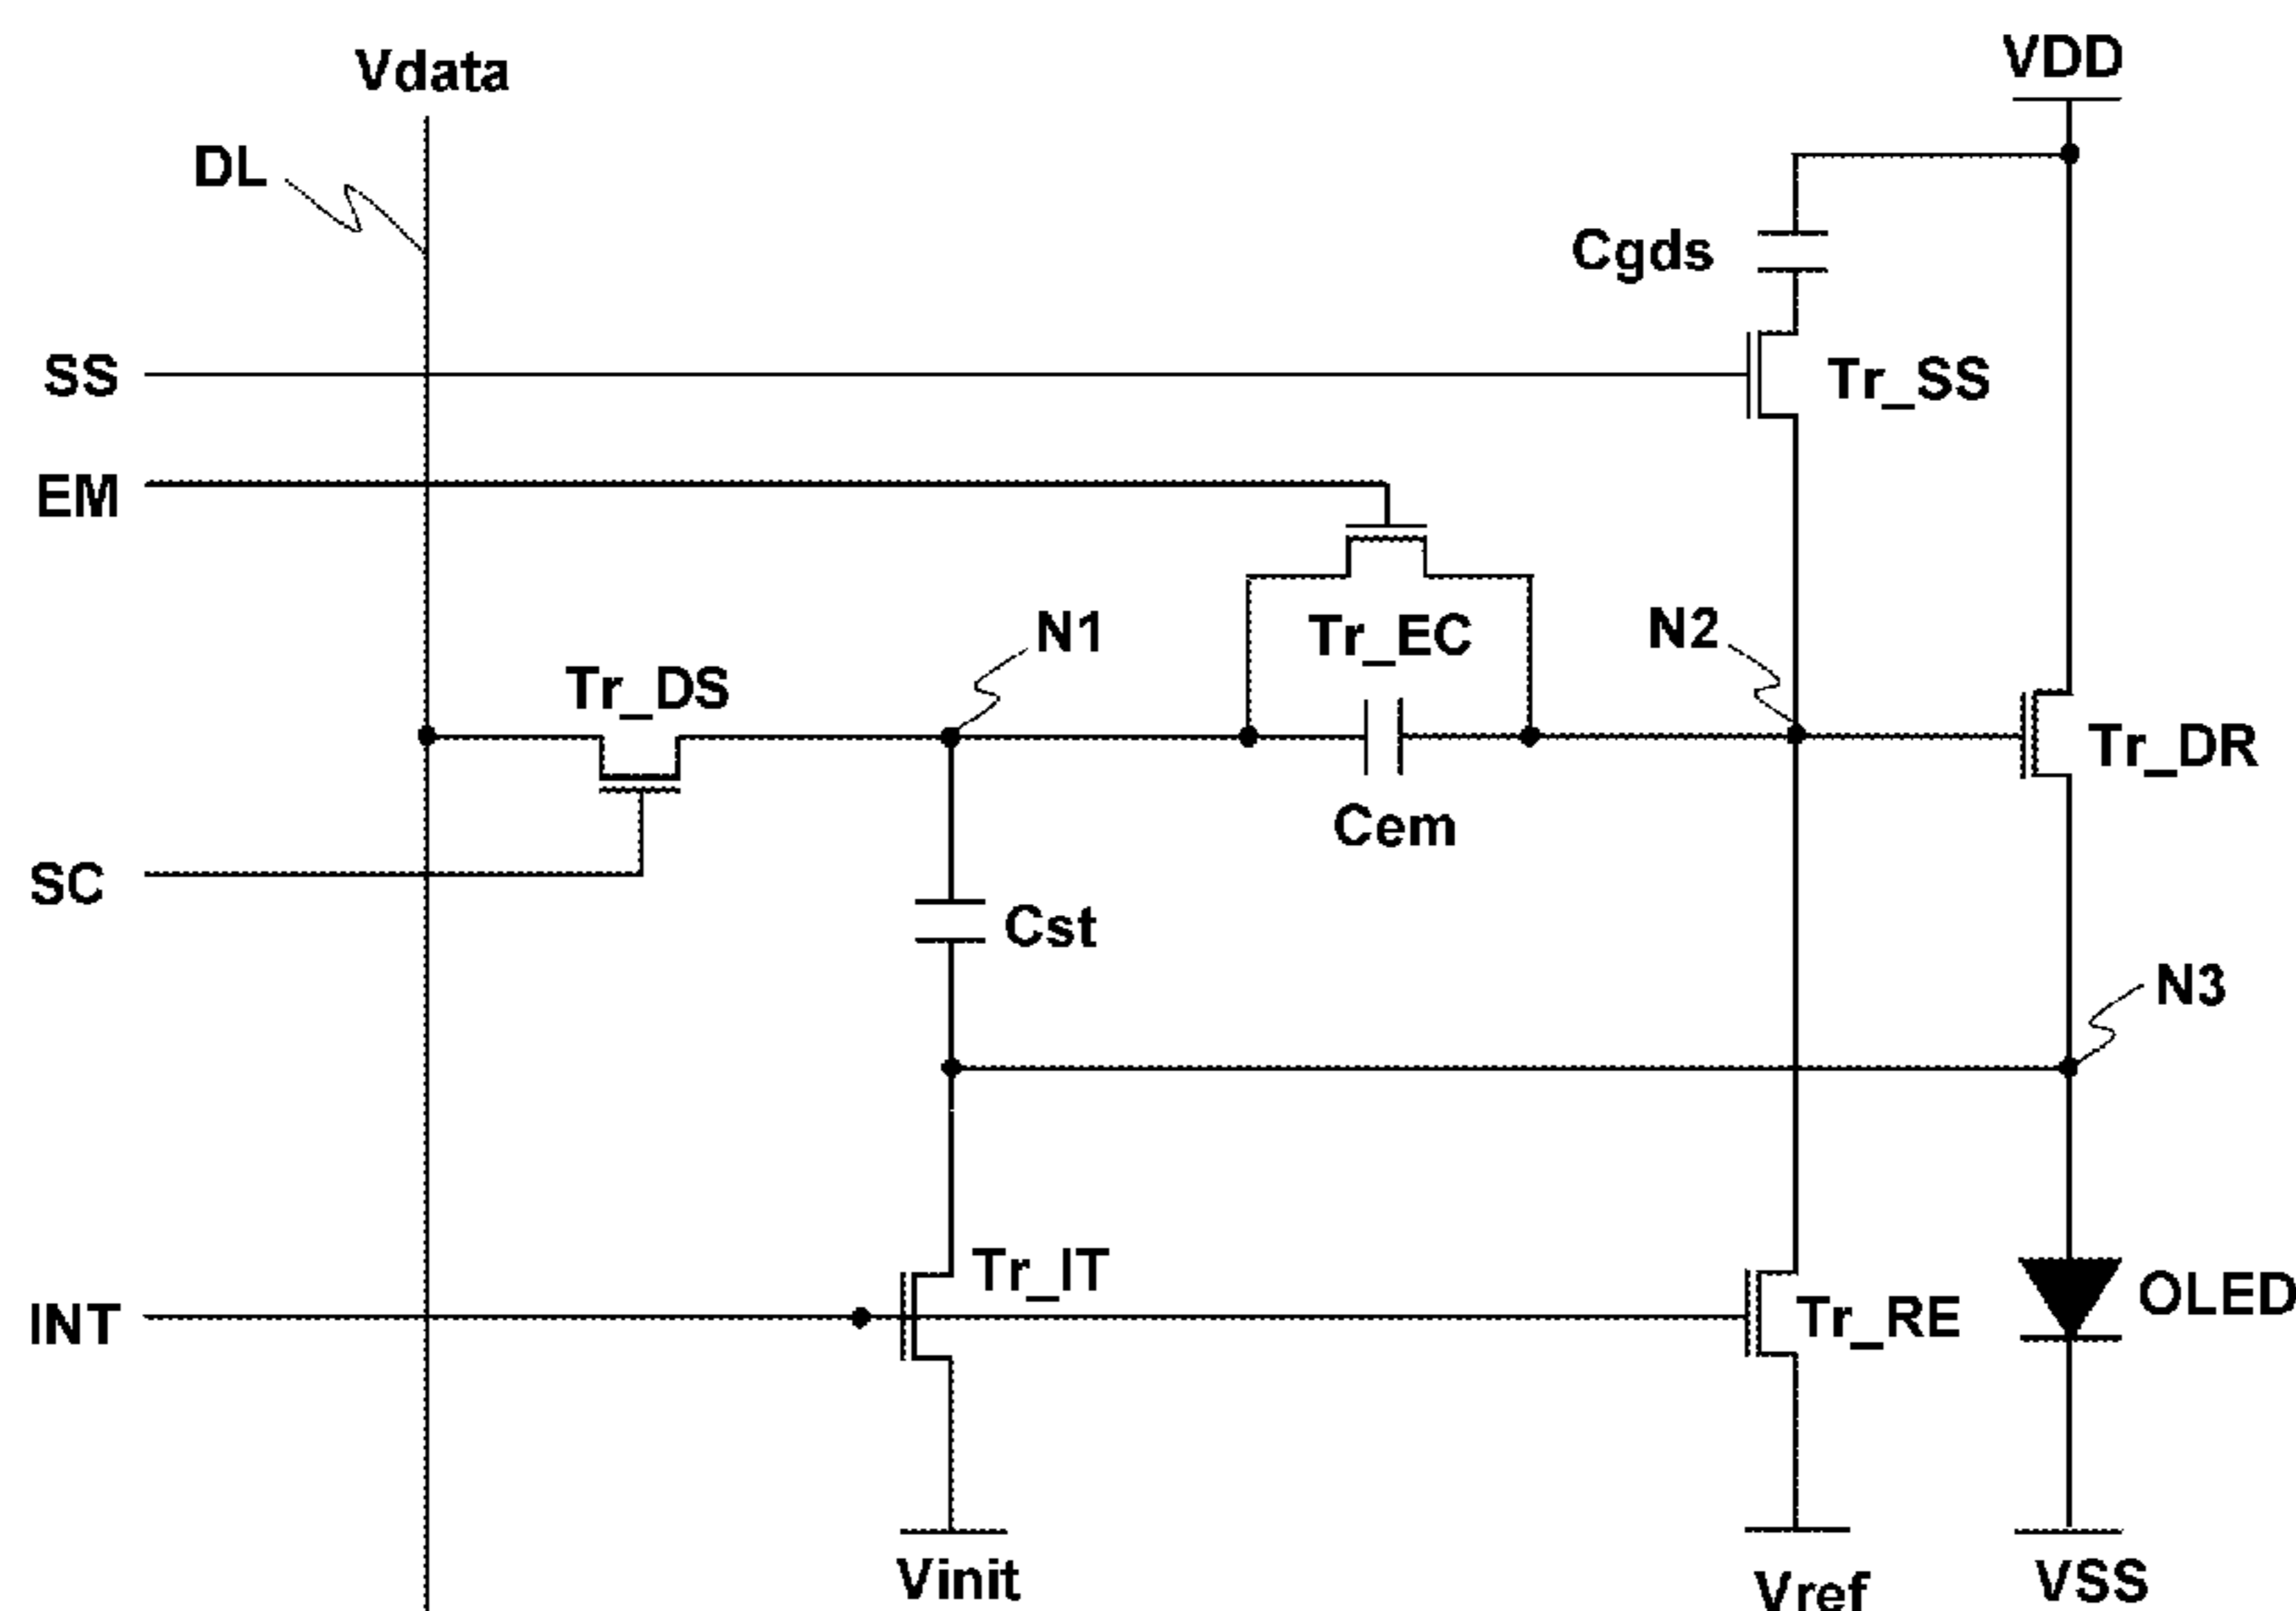 Vdata
VDD
DL
Cgds
SS
Tr_SS
EM
N1
Tr_EC
N2
Tr_DS
Tr_DR
Cem
SC
Cst
N3
Tr_IT
OLED
INT
Tr_RE
Vinit
Vref
VSS